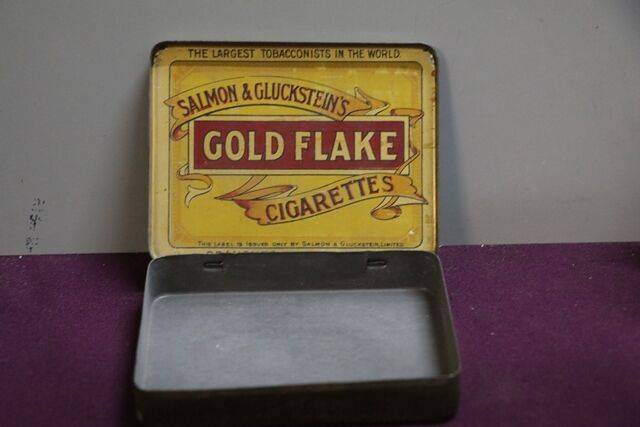 THE LARGEST TOBACCONISTS IN THE WORLD.
SALMON & GLUCKSTEIN'S
GOLD FLAKE
CIGARETTES
THIS LABEL IS ISSUED ONLY BY SALMON & GLUCKSTEIN, LIMITED